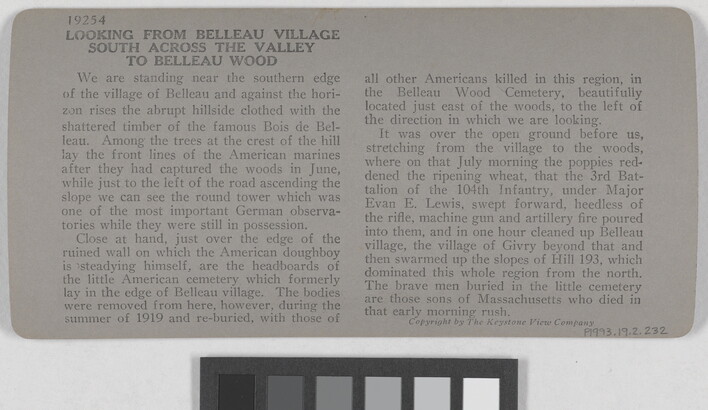 19254
LOOKING FROM BELLEAU VILLAGE
SOUTH ACROSS THE VALLEY
TO BELLEAU WOOD
We are standing near the southern edge
of the village of Belleau and against the hori-
zon rises the abrupt hillside clothed with the
shattered timber of the famous Bois de Bel-
leau. Among the trees at the crest of the hill
lay the front lines of the American marines
after they had captured the woods in June,
while just to the left of the road ascending the
slope we can see the round tower which was
one of the most important German observa-
tories while they were still in possession.
Close at hand, just over the edge of the
ruined wall on which the American doughboy
is steadying himself, are the headboards of
the little American cemetery which formerly
lay in the edge of Belleau village. The bodies
were removed from here, however, during the
summer of 1919 and re-buried, with those of
all other Americans killed in this region, in
the Belleau Wood Cemetery, beautifully
located just east of the woods, to the left of
the direction in which we are looking.
It was over the open ground before us,
stretching from the village to the woods,
where on that July morning the poppies red-
dened the ripening wheat, that the 3rd Bat-
talion of the 104th Infantry, under Major
Evan E. Lewis, swept forward, heedless of
the rifle, machine gun and artillery fire poured
into them, and in one hour cleaned up Belleau
village, the village of Givry beyond that and
then swarmed up the slopes of Hill 193, which
dominated this whole region from the north.
The brave men buried in the little cemetery
are those sons of Massachusetts who died in
that early morning rush.
Copyright by The Keystone View Company
P1993.19.2.232